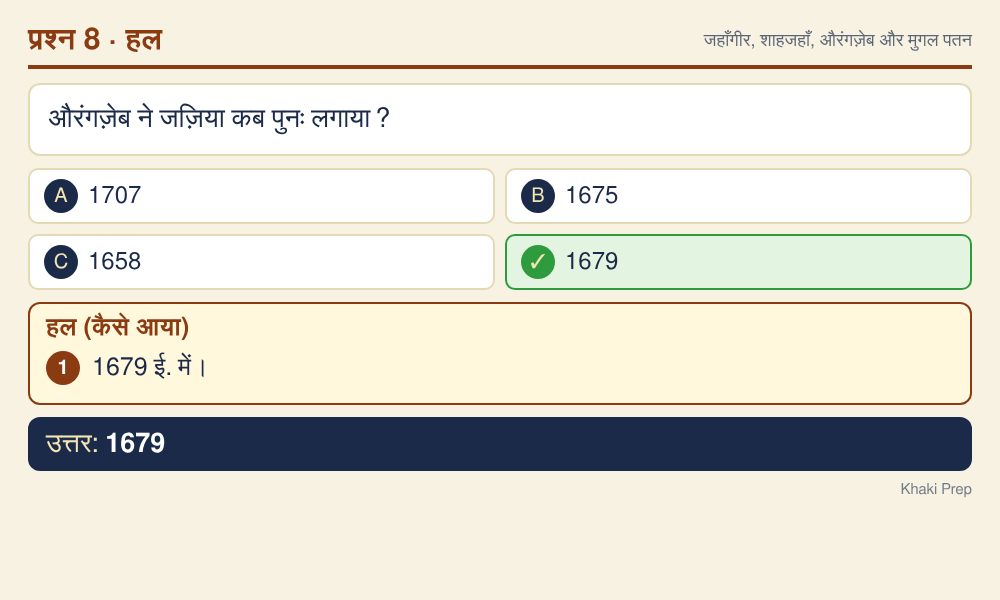 प्रश्न 8 · हल
जहाँगीर, शाहजहाँ, औरंगज़ेब और मुगल पतन
औरंगज़ेब ने जज़िया कब पुनः लगाया ?
A 1707
B 1675
C 1658
✓ 1679
हल (कैसे आया)
1 1679 ई. में।
उत्तर: 1679
Khaki Prep